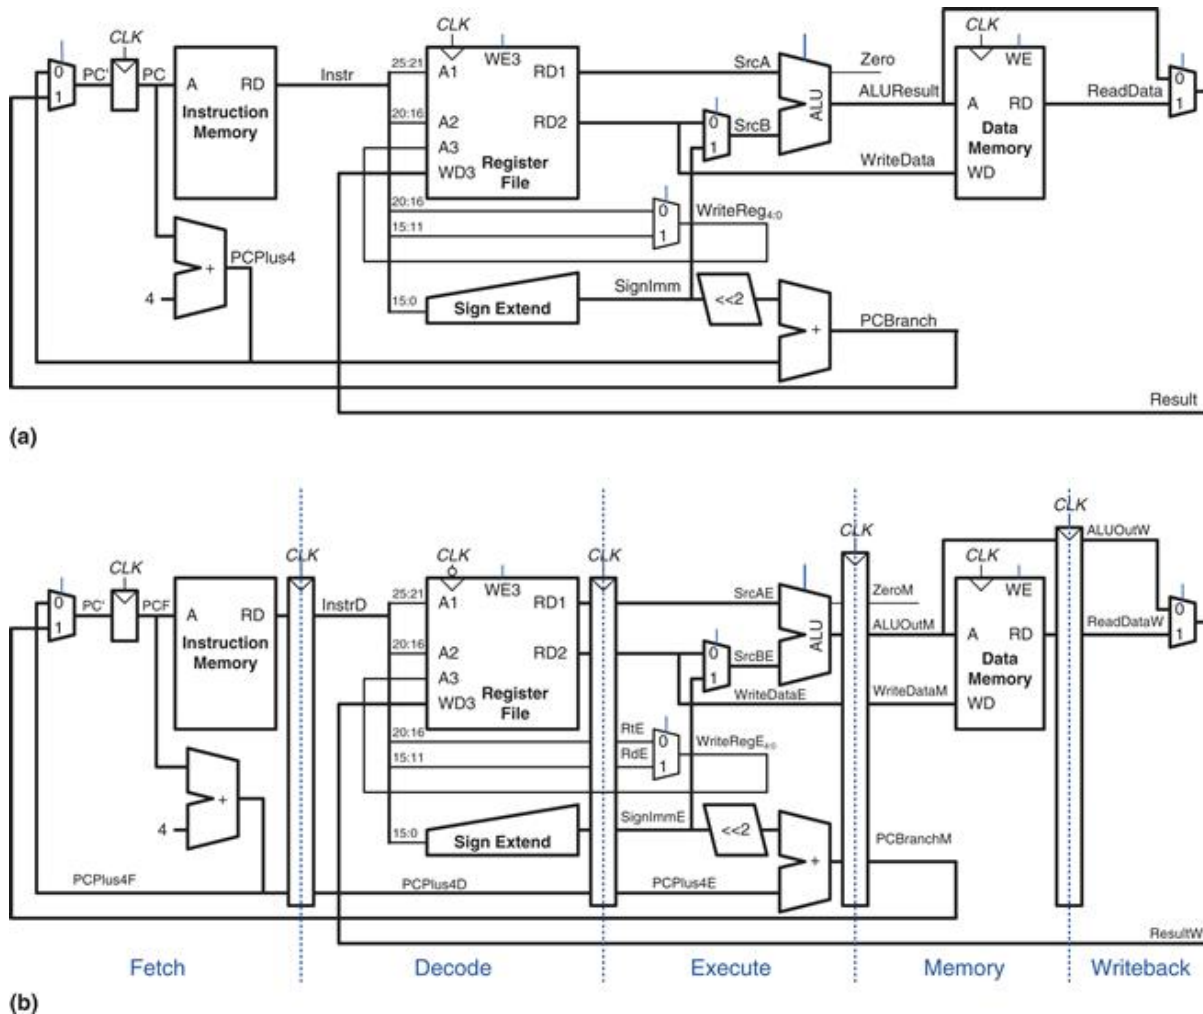 CLK CLK CLK
0 PC' PC A RD Instr 25:21 A1 WE3 RD1 SrcA Zero WE 0
1 Instruction Memory 20:16 A2 RD2 0 SrcB ALU ALUResult A RD ReadData 1
A3 1 Data Memory
WD3 Register File WriteData WD
20:16 0 WriteReg4:0
15:11 1
PCPlus4 +
4 15:0 Sign Extend SignImm <<2
+ PCBranch
Result
(a)
CLK CLK
CLK CLK CLK CLK CLK ALUOutW
0 PC' PCF A RD InstrD 25:21 A1 WE3 RD1 SrcAE ZeroM WE 0
1 Instruction Memory 20:16 A2 RD2 0 SrcBE ALU ALUOutM A RD ReadDataW 1
A3 1 Data Memory
WD3 Register File WriteDataE WriteDataM WD
20:16 RtE 0 WriteRegE4:0
15:11 RdE 1
+
4 15:0 Sign Extend SignImmE <<2
+ PCBranchM
PCPlus4F PCPlus4D PCPlus4E
ResultW
Fetch Decode Execute Memory Writeback
(b)